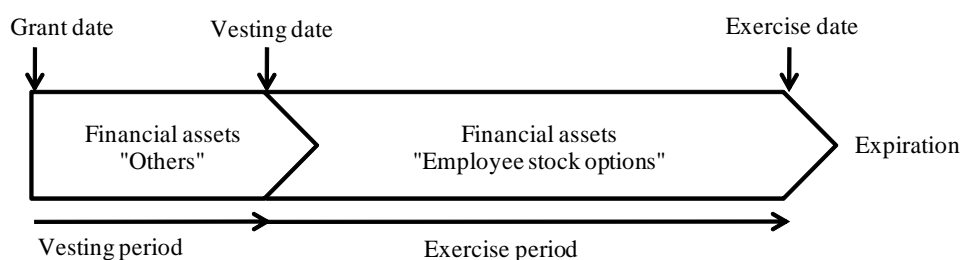 Grant date
Vesting date
Exercise date
Financial assets
"Others"
Financial assets
"Employee stock options"
Expiration
Vesting period
Exercise period